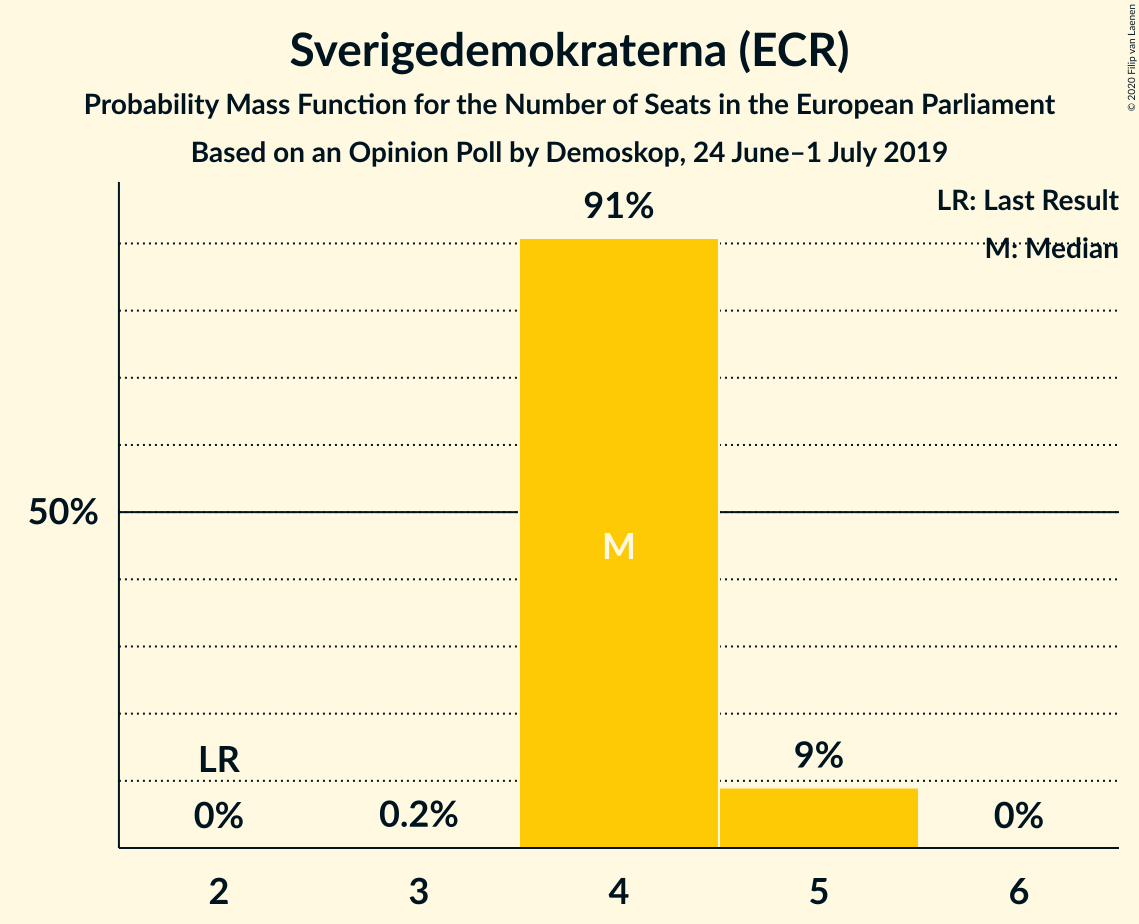 Sverigedemokraterna (ECR)
Probability Mass Function for the Number of Seats in the European Parliament
Based on an Opinion Poll by Demoskop, 24 June–1 July 2019
© 2020 Filip van Laenen
LR: Last Result
M: Median
91%
50%
M
LR
9%
0%
0.2%
0%
2
3
4
5
6